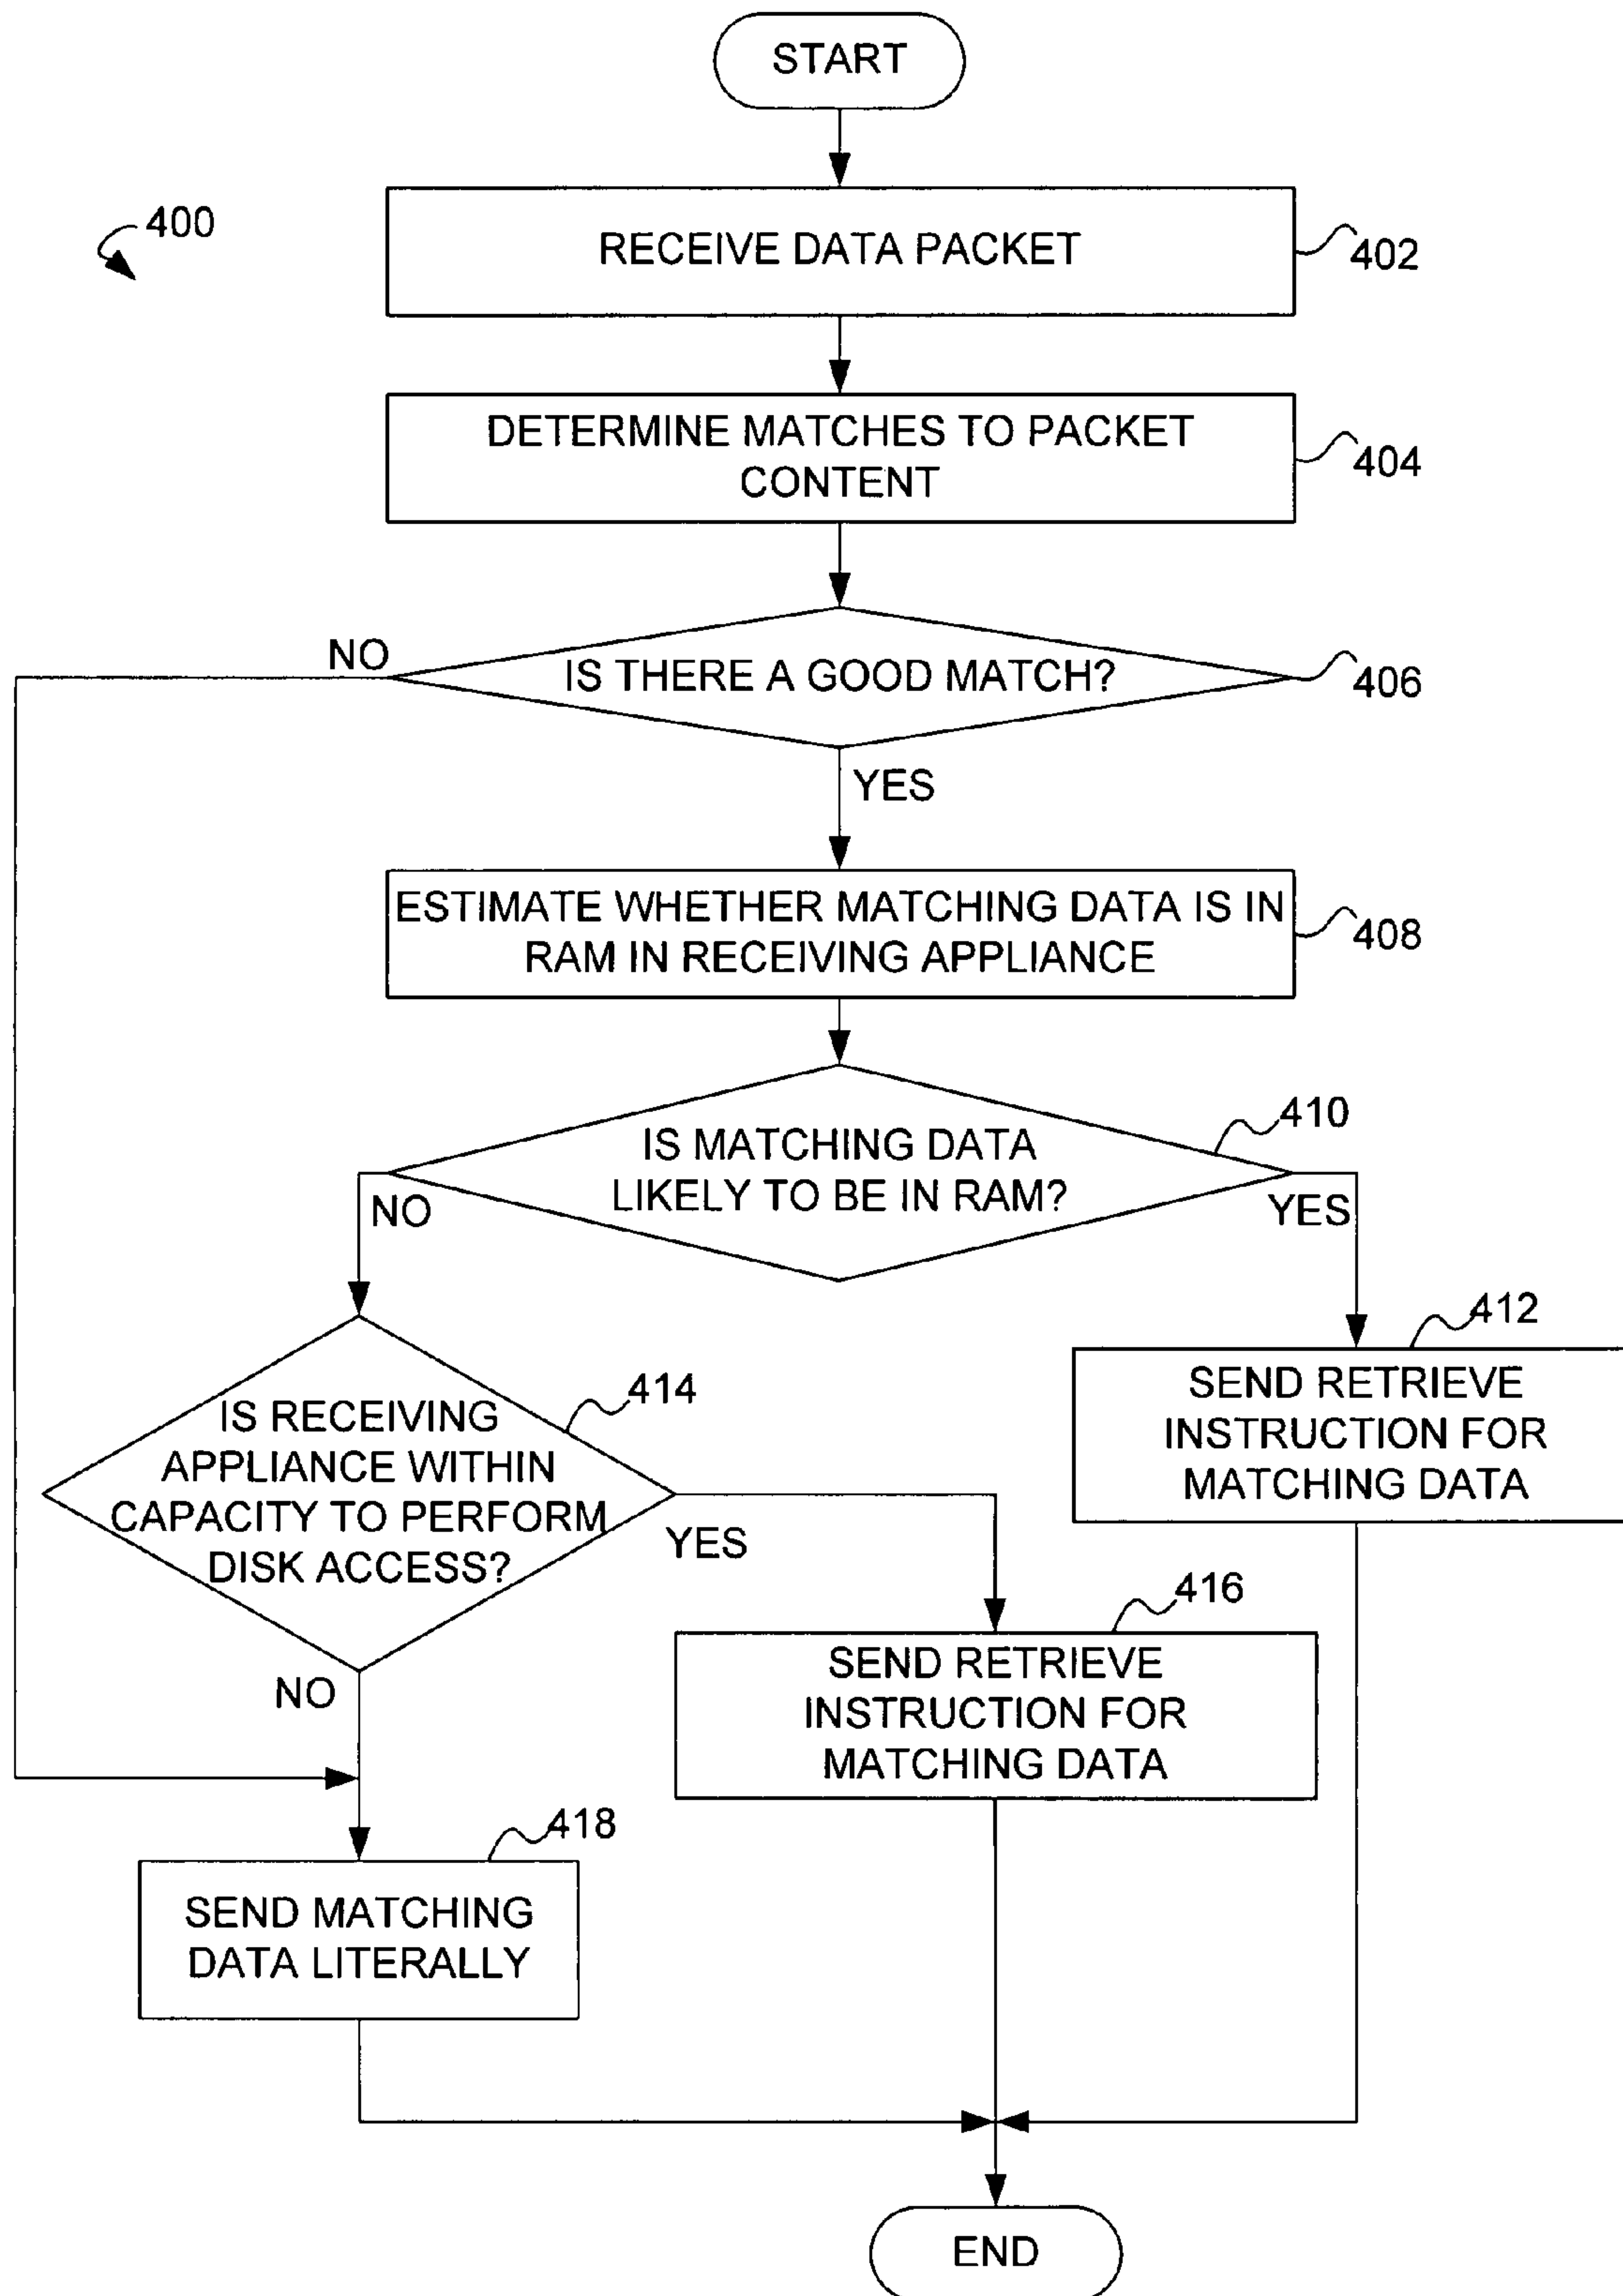 START
400
RECEIVE DATA PACKET
402
DETERMINE MATCHES TO PACKET
CONTENT
404
NO
IS THERE A GOOD MATCH?
406
YES
ESTIMATE WHETHER MATCHING DATA IS IN
RAM IN RECEIVING APPLIANCE
408
410
IS MATCHING DATA
LIKELY TO BE IN RAM?
NO
YES
412
SEND RETRIEVE
INSTRUCTION FOR
MATCHING DATA
414
IS RECEIVING
APPLIANCE WITHIN
CAPACITY TO PERFORM
DISK ACCESS?
YES
416
SEND RETRIEVE
INSTRUCTION FOR
MATCHING DATA
NO
418
SEND MATCHING
DATA LITERALLY
END